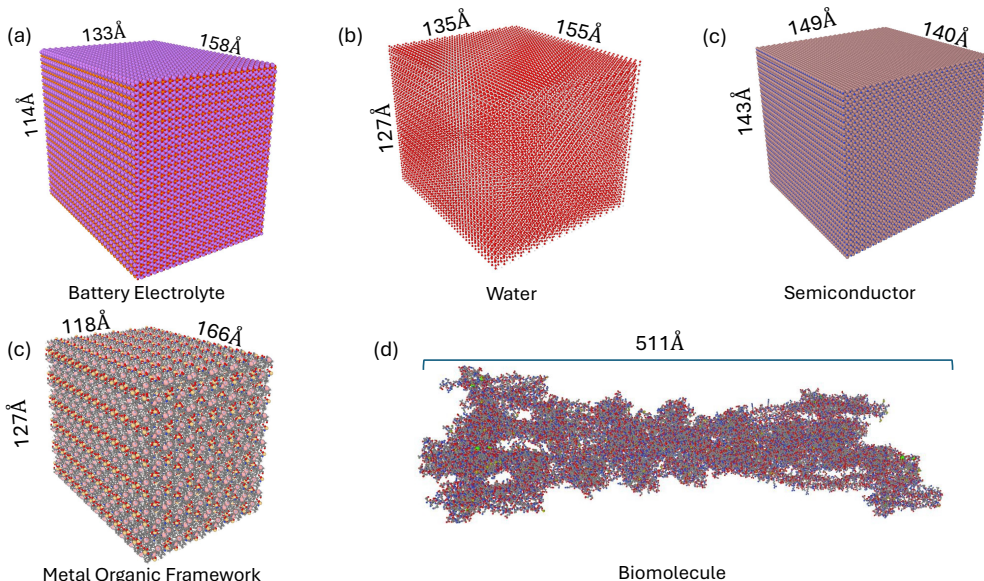 (a)
133Å
158Å
114Å
Battery Electrolyte
(b)
135Å
155Å
127Å
Water
(c)
149Å
140Å
143Å
Semiconductor
(c)
118Å
166Å
127Å
Metal Organic Framework
(d)
511Å
Biomolecule